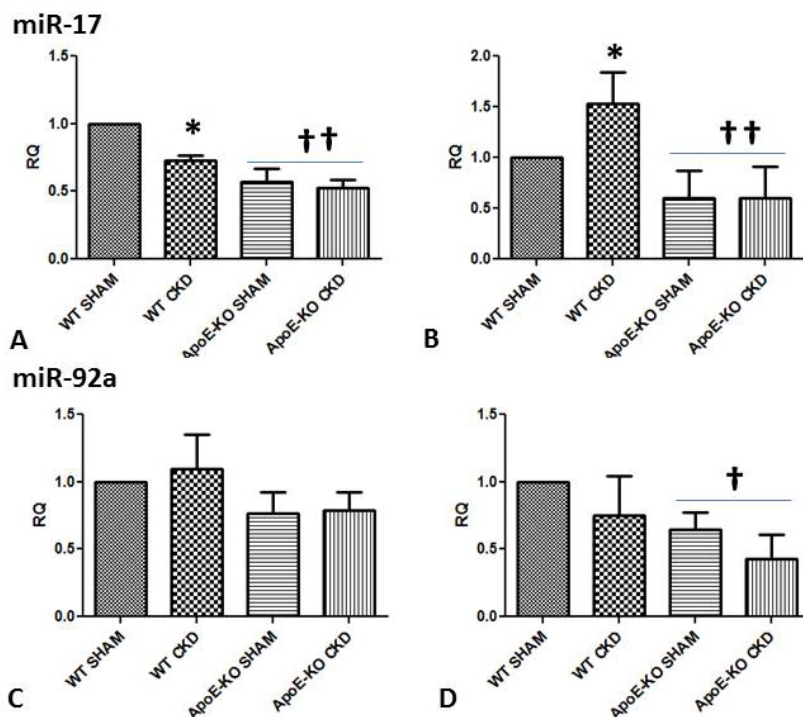 miR-17
1.5
1.0
0.5
0.0
RQ
*
††
WT SHAM
WT CKD
ApoE-KO SHAM
ApoE-KO CKD
A
2.0
1.5
1.0
0.5
0.0
RQ
*
††
WT SHAM
WT CKD
ApoE-KO SHAM
ApoE-KO CKD
B
miR-92a
1.5
1.0
0.5
0.0
RQ
WT SHAM
WT CKD
ApoE-KO SHAM
ApoE-KO CKD
C
1.5
1.0
0.5
0.0
RQ
†
WT SHAM
WT CKD
ApoE-KO SHAM
ApoE-KO CKD
D